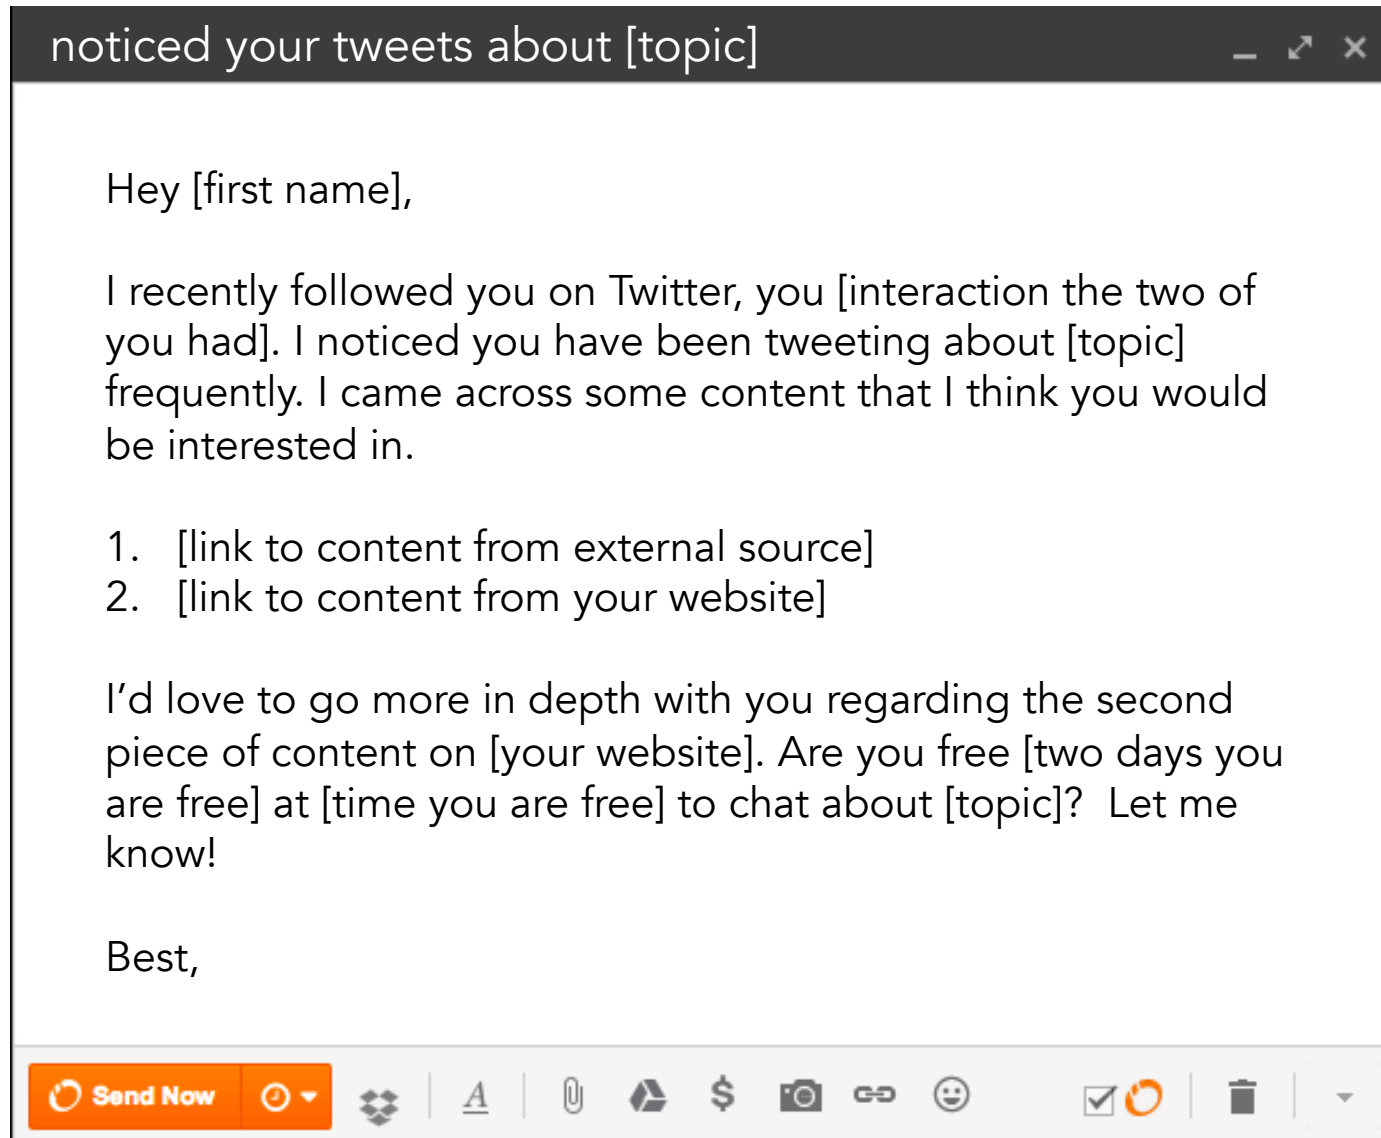 noticed your tweets about [topic]
Hey [first name],
I recently followed you on Twitter, you [interaction the two of
you had]. I noticed you have been tweeting about [topic]
frequently. I came across some content that I think you would
be interested in.
1. [link to content from external source]
2. [link to content from your website]
I’d love to go more in depth with you regarding the second
piece of content on [your website]. Are you free [two days you
are free] at [time you are free] to chat about [topic]?  Let me
know!
Best,
Send Now